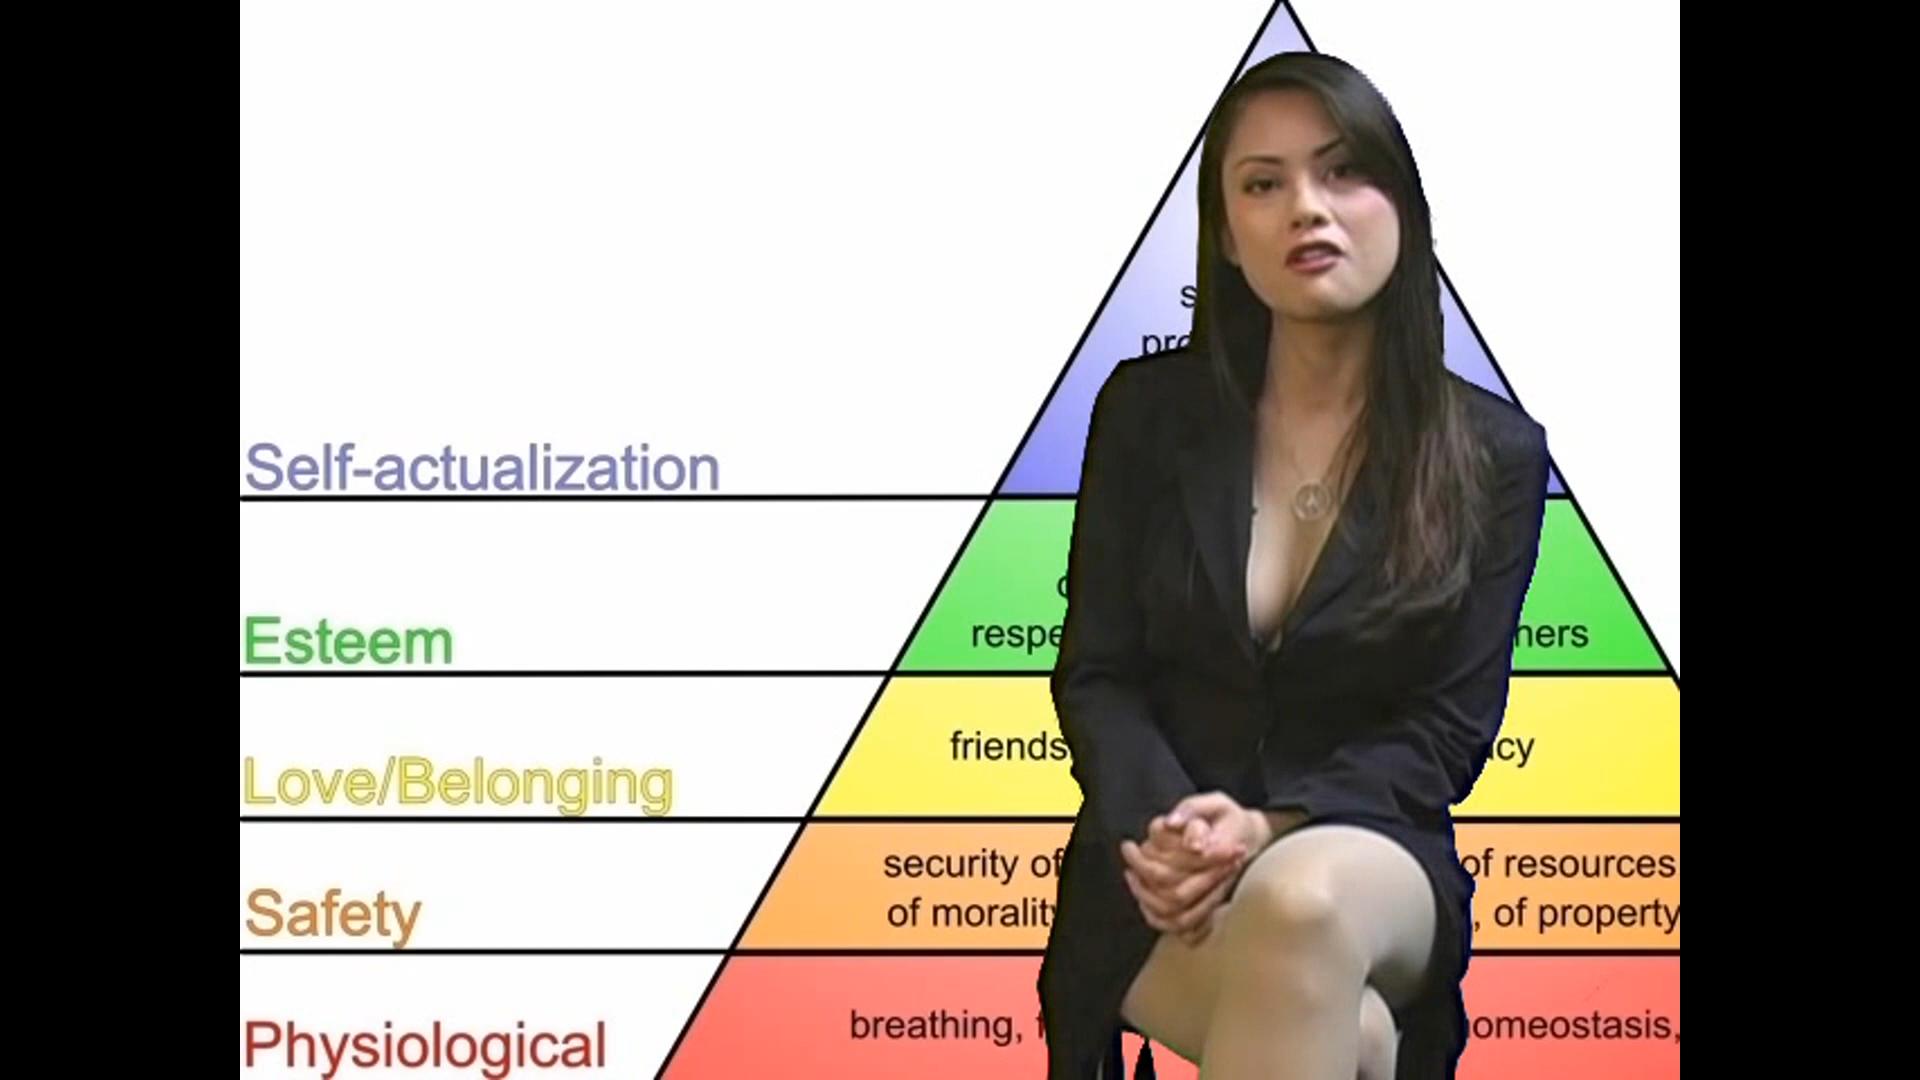 Self-actualization
Esteem
respe hers
Love/Belonging
friends acy
security of of resources
of morality , of property
Safety
breathing, omeostasis,
Physiological